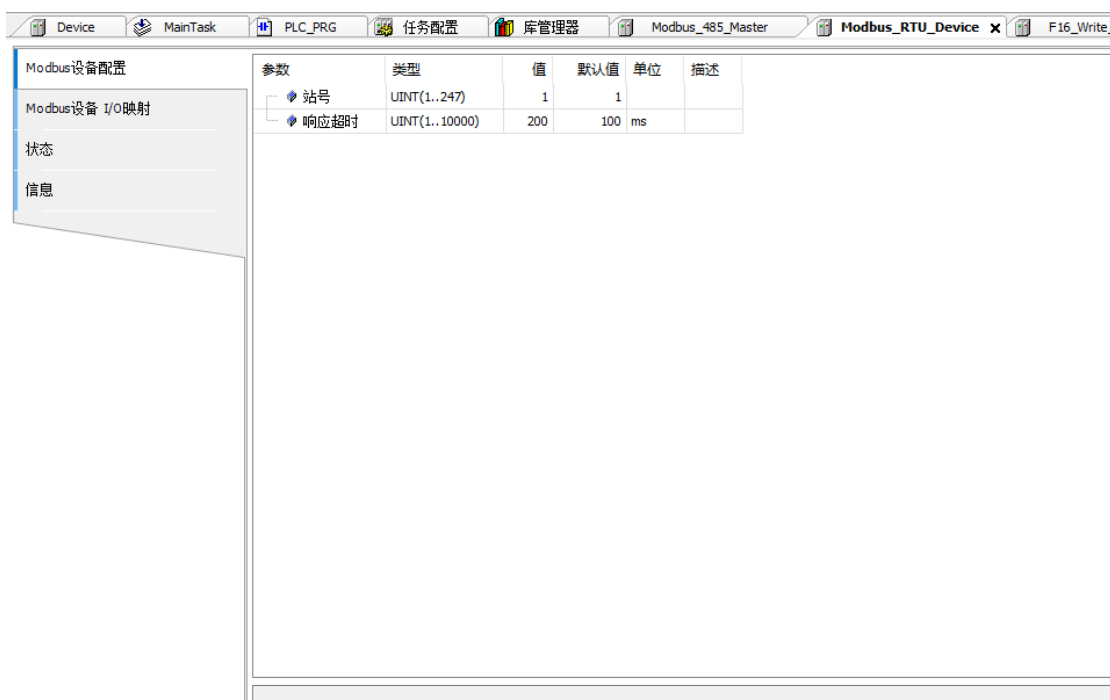 Device MainTask PLC_PRG 任务配置 库管理器 Modbus_485_Master Modbus_RTU_Device x F16_Write_
Modbus设备配置
Modbus设备 I/O映射
状态
信息
参数 类型 值 默认值 单位 描述
站号 UINT(1..247) 1 1
响应超时 UINT(1..10000) 200 100 ms